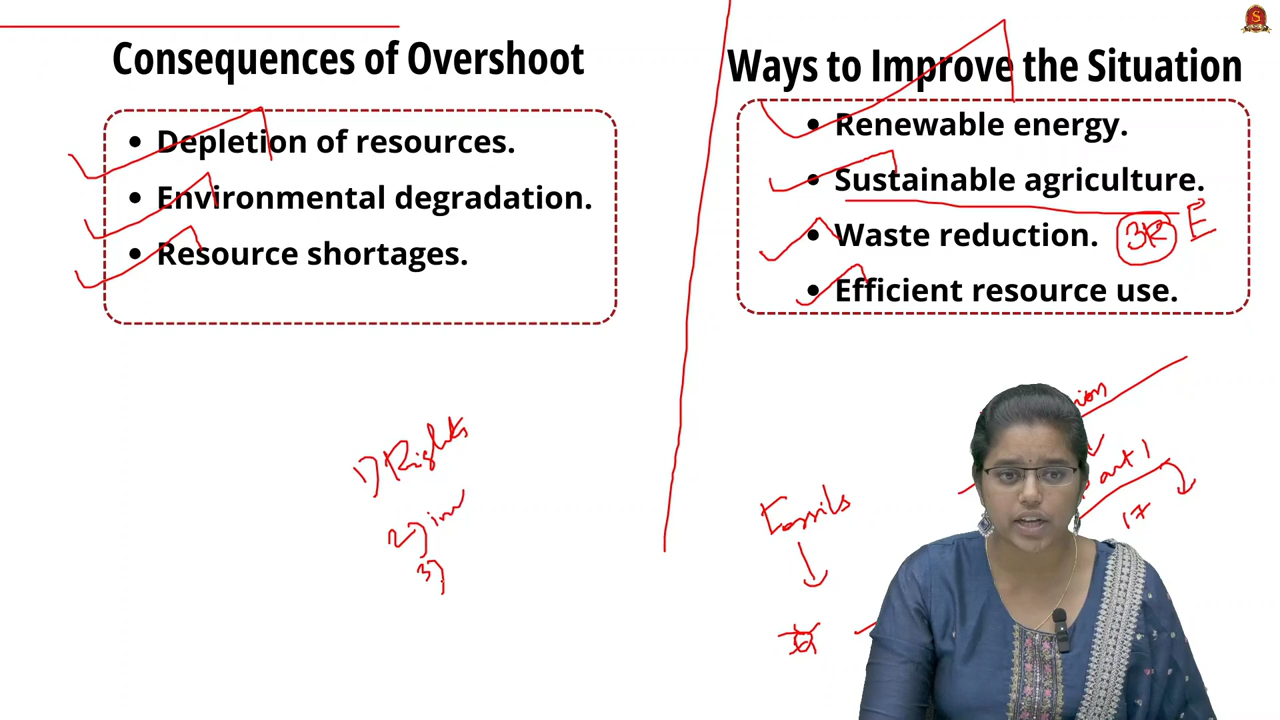 Consequences of Overshoot
• Depletion of resources.
• Environmental degradation.
• Resource shortages.
Ways to Improve the Situation
• Renewable energy.
• Sustainable agriculture.
• Waste reduction. 3R E
• Efficient resource use.
1) Rights
2)
3)
Fossils
17